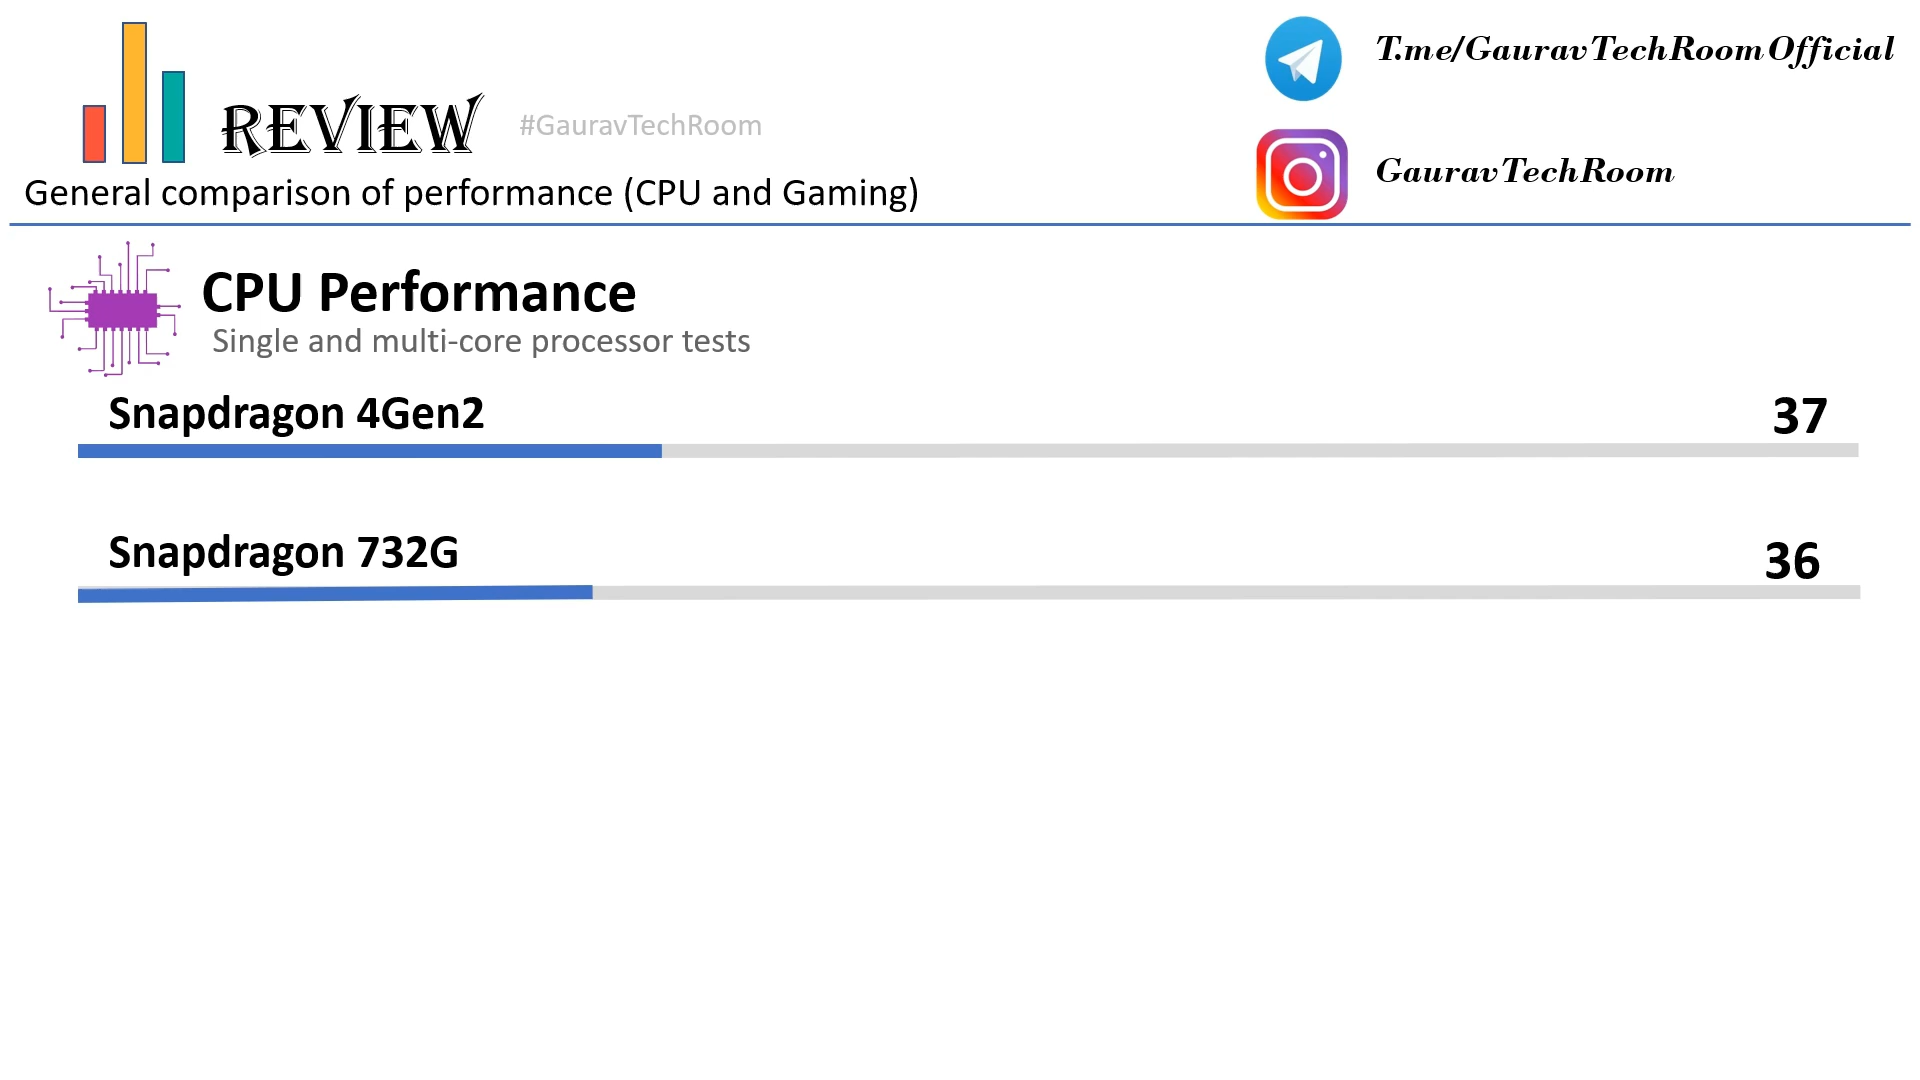 REVIEW
#GauravTechRoom
T.me/GauravTechRoomOfficial
GauravTechRoom
General comparison of performance (CPU and Gaming)
CPU Performance
Single and multi-core processor tests
Snapdragon 4Gen2
37
Snapdragon 732G
36